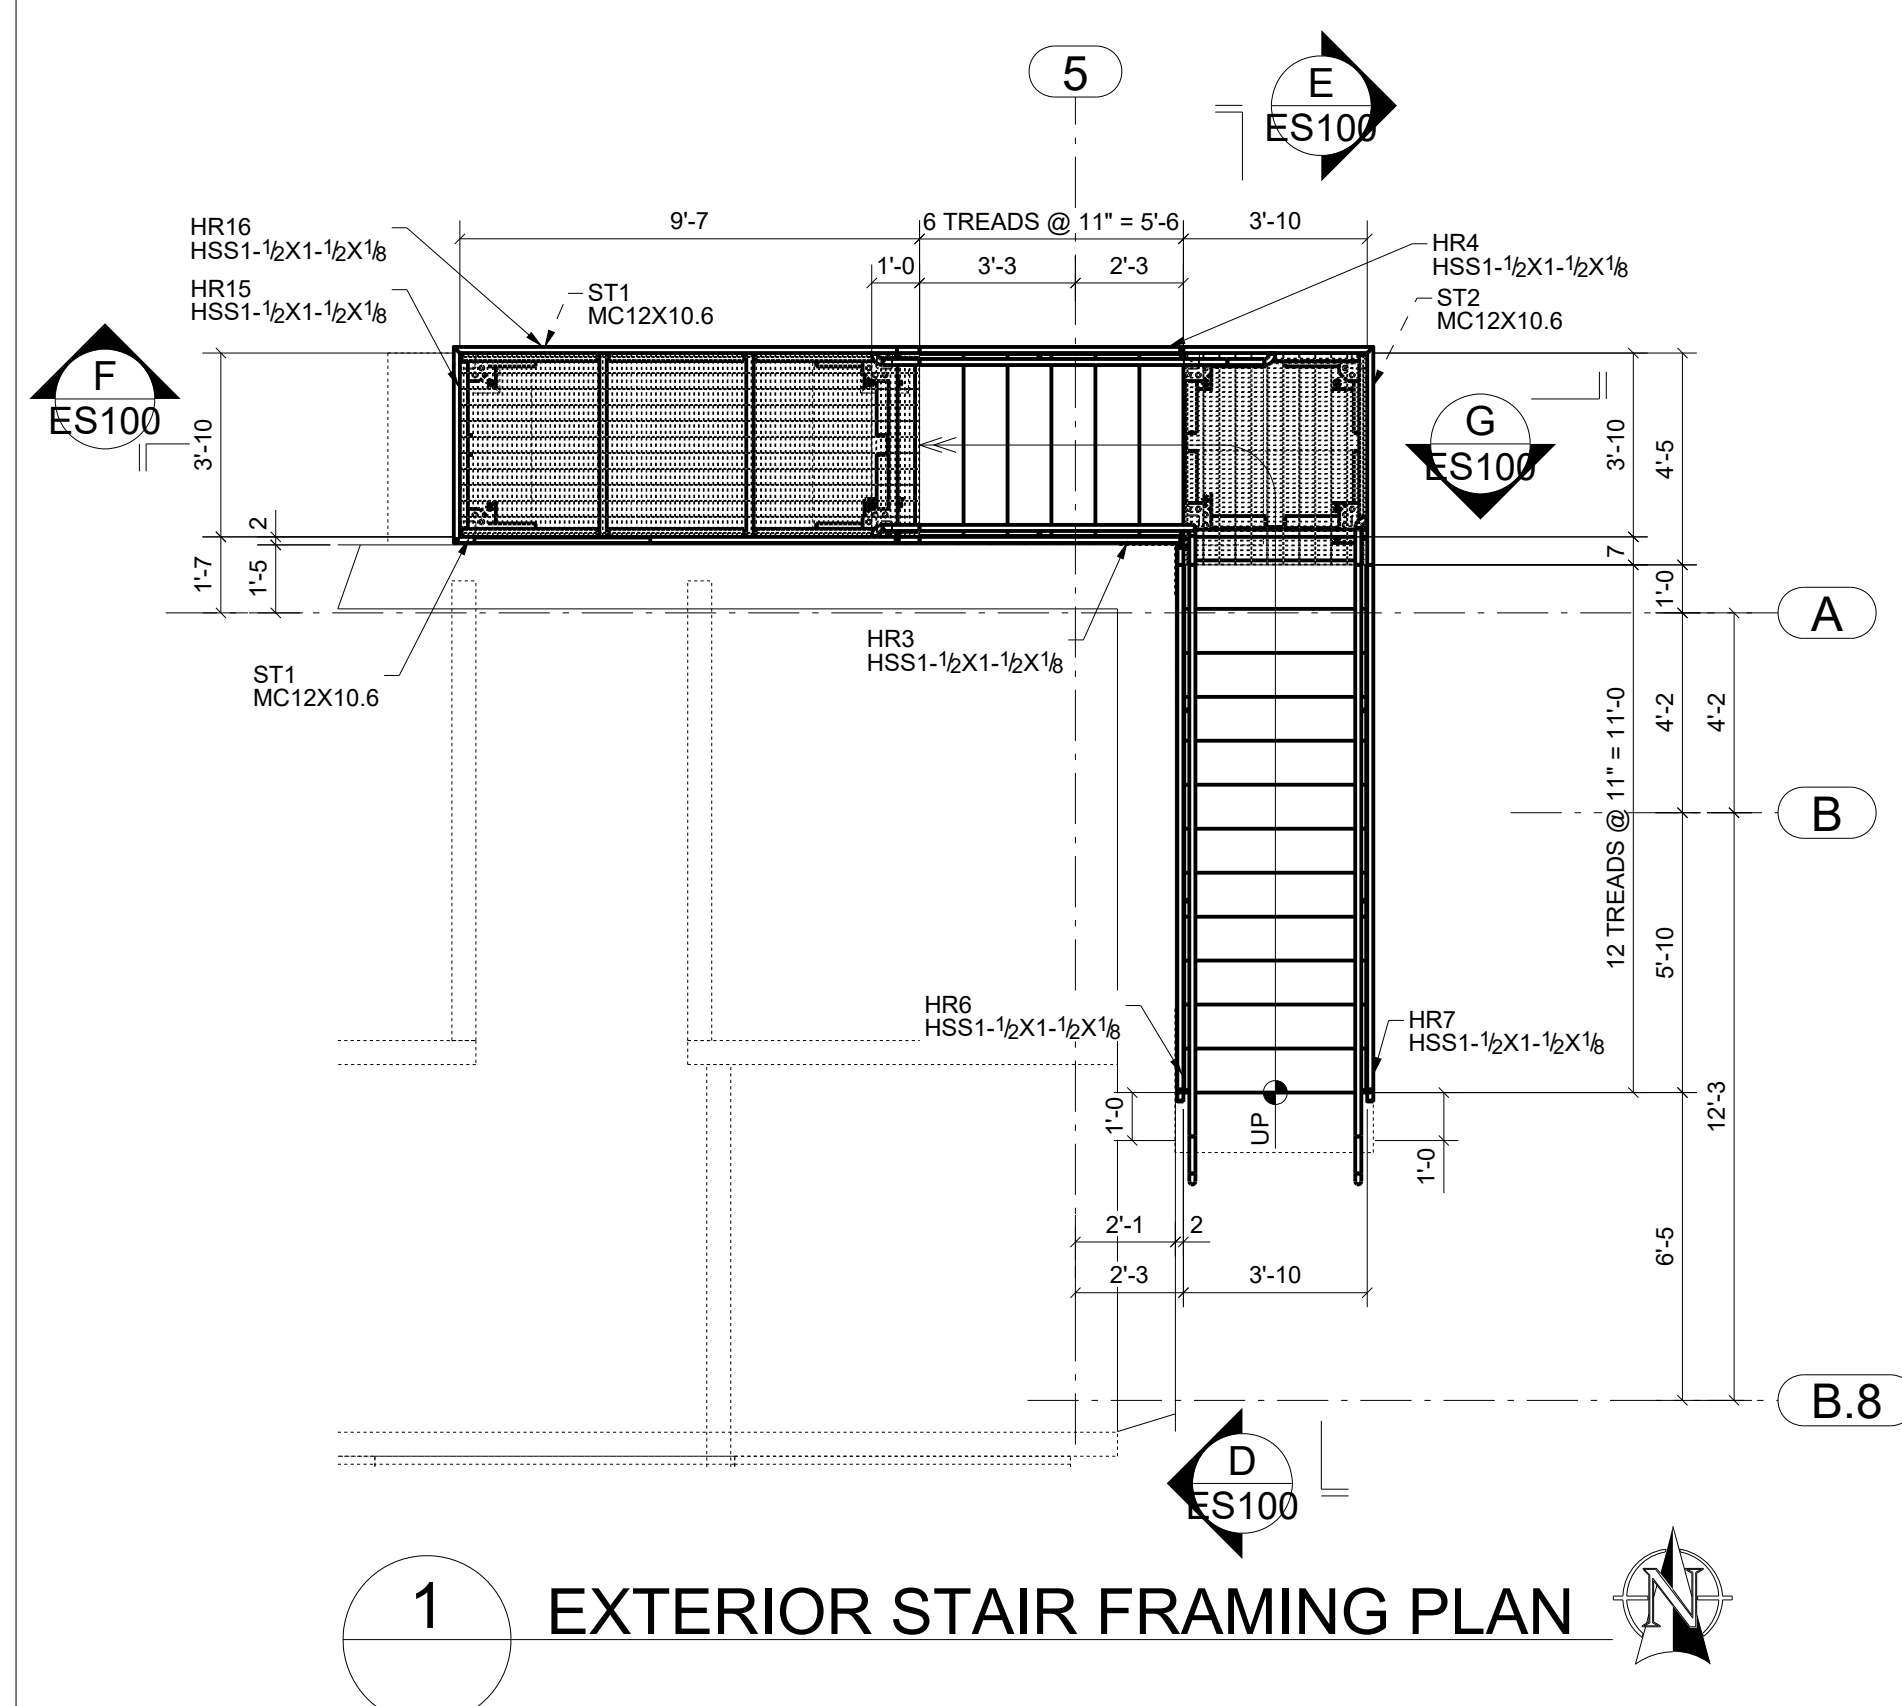 5
E
ES100
9'-7
6 TREADS @ 11" = 5'-6
3'-10
HR16
HSS1-1/2X1-1/2X1/8
HR15
HSS1-1/2X1-1/2X1/8
1'-0
3'-3
2'-3
ST1
MC12X10.6
HR4
HSS1-1/2X1-1/2X1/8
ST2
MC12X10.6
F
ES100
3'-10
2
1'-7
1'-5
G
ES100
3'-10
4'-5
7
1'-0
A
HR3
HSS1-1/2X1-1/2X1/8
ST1
MC12X10.6
12 TREADS @ 11" = 11'-0
4'-2
4'-2
B
5'-10
HR6
HSS1-1/2X1-1/2X1/8
HR7
HSS1-1/2X1-1/2X1/8
1'-0
UP
1'-0
12'-3
2'-1
2
2'-3
3'-10
6'-5
B.8
D
ES100
1
EXTERIOR STAIR FRAMING PLAN
N